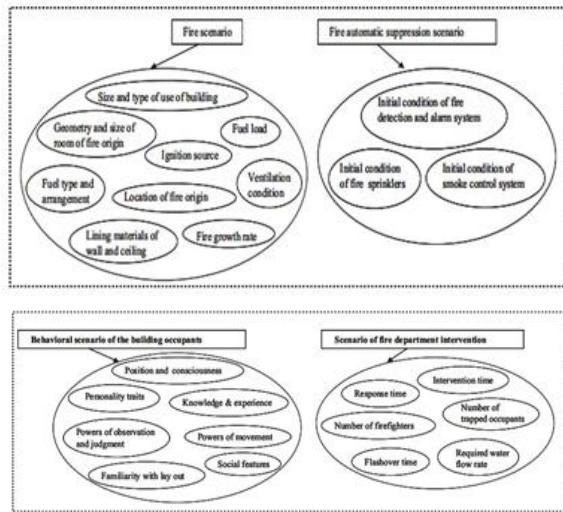 Fire scenario
Fire automatic suppression scenario
Size and type of use of building
Geometry and size
of room of fire origin
Fuel load
Ignition source
Fuel type and
arrangement
Location of fire origin
Ventilation
condition
Lining materials of
wall and ceiling
Fire growth rate
Initial condition of fire
detection and alarm system
Initial condition
of fire sprinklers
Initial condition of
smoke control system
Behavioral scenario of the building occupants
Scenario of fire department intervention
Position and consciousness
Personality traits
Knowledge & experience
Powers of observation
and judgment
Powers of movement
Social features
Familiarity with lay out
Response time
Intervention time
Number of firefighters
Number of
trapped occupants
Flashover time
Required water
flow rate